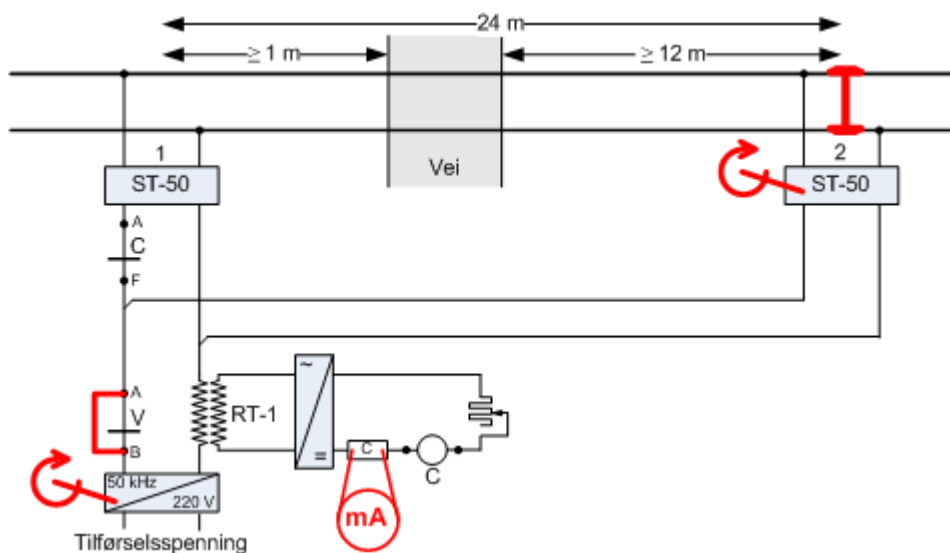 24 m
≥ 1 m
≥ 12 m
1
Vei
2
ST-50
ST-50
A
C
F
A
V
B
RT-1
~
=
C
C
mA
50 kHz
220 V
Tilførselsspenning